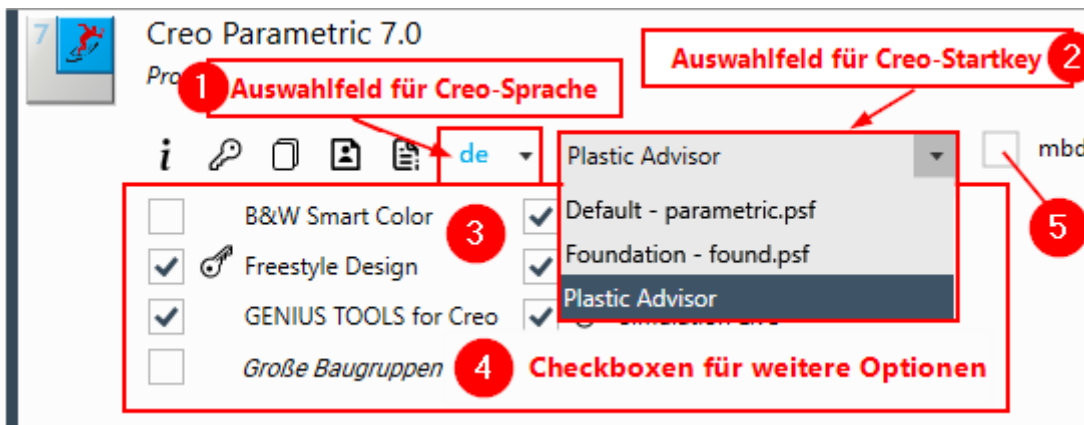 7
Creo Parametric 7.0
Pro
1 Auswahlfeld für Creo-Sprache
Auswahlfeld für Creo-Startkey 2
i de Plastic Advisor mbd
B&W Smart Color 3 Default - parametric.psf 5
Freestyle Design Foundation - found.psf
Plastic Advisor
GENIUS TOOLS for Creo
Große Baugruppen 4 Checkboxen für weitere Optionen